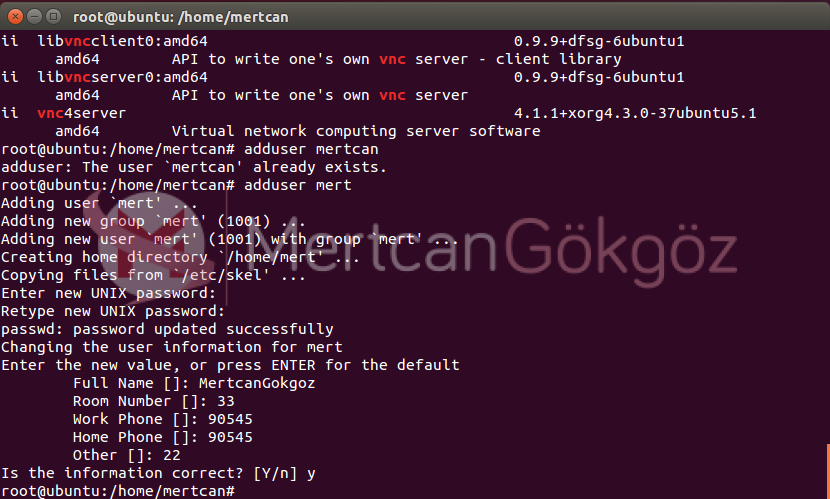 root@ubuntu: /home/mertcan
ii  libvncclient0:amd64                                  0.9.9+dfsg-6ubuntu1
      amd64        API to write one's own vnc server - client library
ii  libvncserver0:amd64                                  0.9.9+dfsg-6ubuntu1
      amd64        API to write one's own vnc server
ii  vnc4server                                           4.1.1+xorg4.3.0-37ubuntu5.1
      amd64        Virtual network computing server software
root@ubuntu:/home/mertcan# adduser mertcan
adduser: The user `mertcan' already exists.
root@ubuntu:/home/mertcan# adduser mert
Adding user `mert' ...
Adding new group `mert' (1001) ...
Adding new user `mert' (1001) with group `mert' ...
MertcanGökgöz
Creating home directory `/home/mert' ...
Copying files from `/etc/skel' ...
Enter new UNIX password:
Retype new UNIX password:
passwd: password updated successfully
Changing the user information for mert
Enter the new value, or press ENTER for the default
        Full Name []: MertcanGokgoz
        Room Number []: 33
        Work Phone []: 90545
        Home Phone []: 90545
        Other []: 22
Is the information correct? [Y/n] y
root@ubuntu:/home/mertcan#